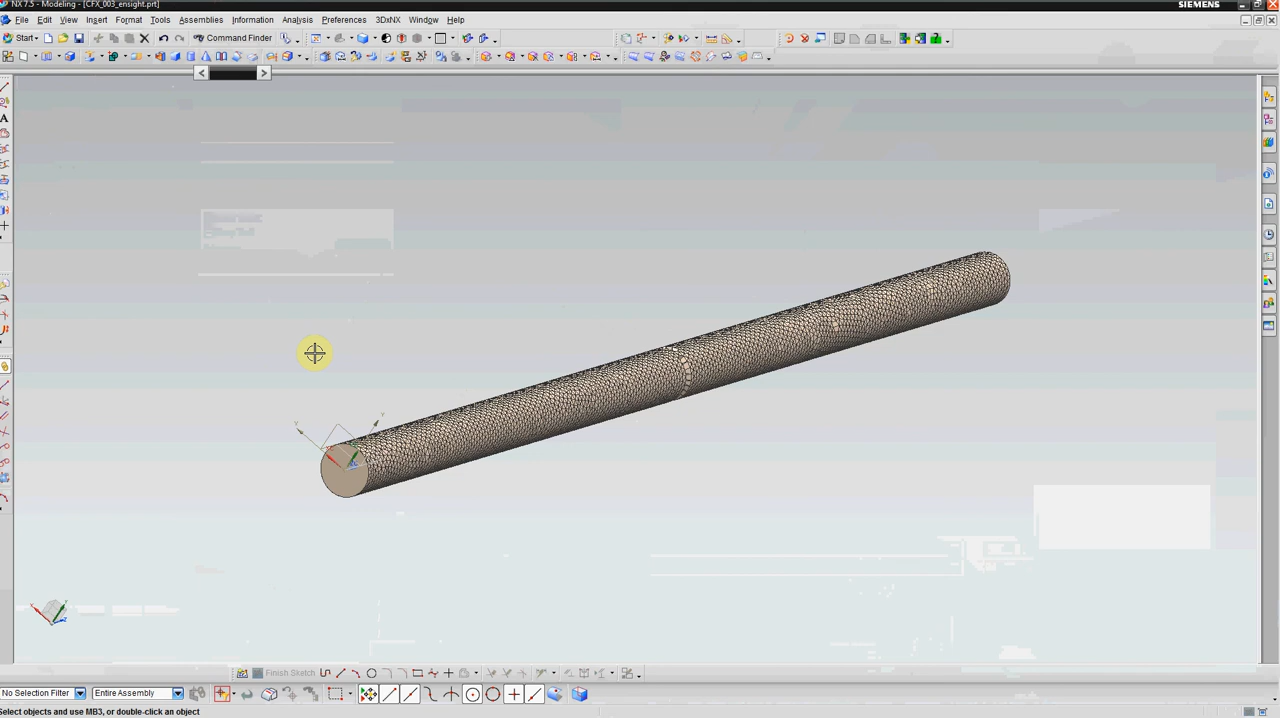 NX 7.5 - Modeling - [CFX_003_ensight.prt]
SIEMENS
File Edit View Insert Format Tools Assemblies Information Analysis Preferences 3DxNX Window Help
Start Command Finder
A
Y
Y
Finish Sketch
No Selection Filter Entire Assembly
Select objects and use MB3, or double-click an object